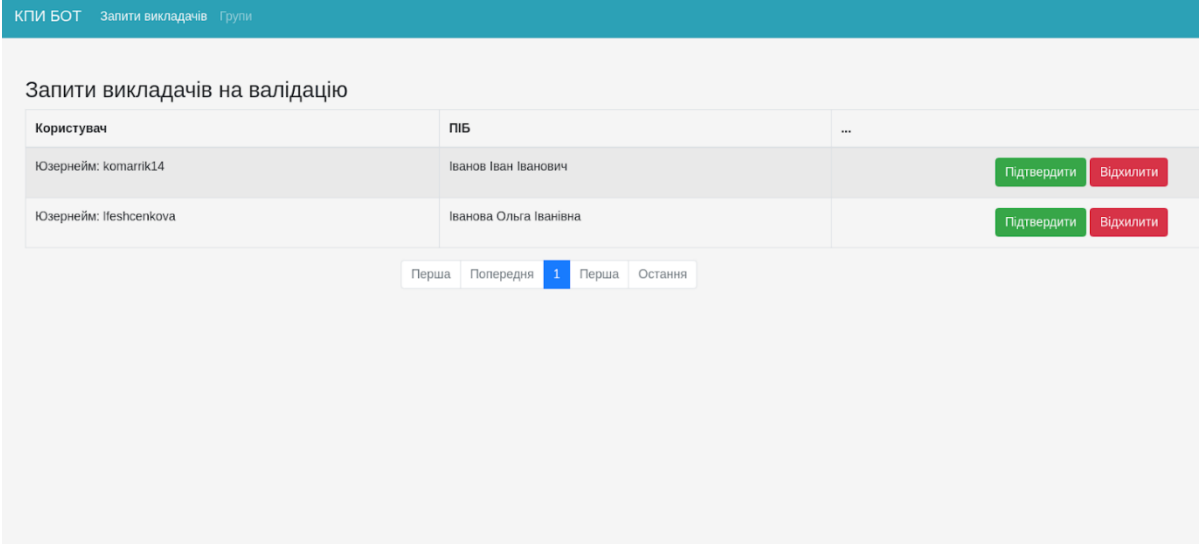 КПИ БОТ Запити викладачів Групи
Запити викладачів на валідацію
Користувач ПІБ ...
Юзернейм: komarrik14 Іванов Іван Іванович Підтвердити Відхилити
Юзернейм: lfeshcenkova Іванова Ольга Іванівна Підтвердити Відхилити
Перша Попередня 1 Перша Остання